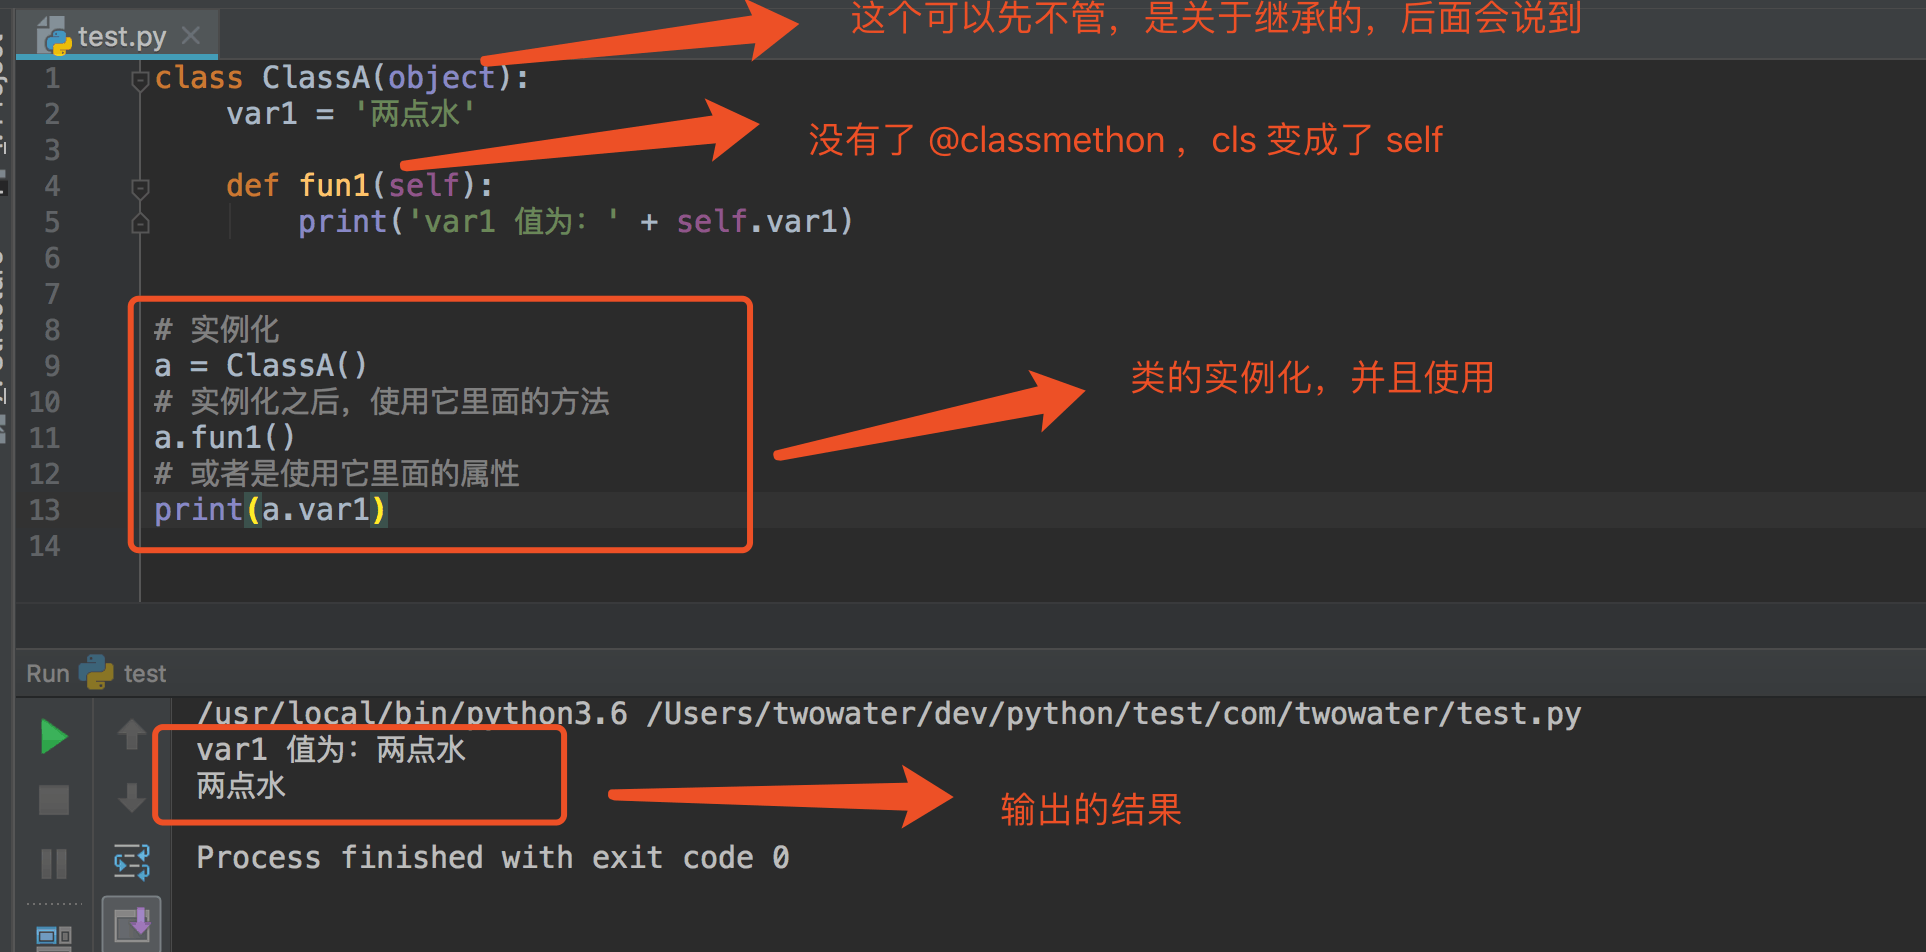 这个可以先不管，是关于继承的，后面会说到
test.py
1 class ClassA(object):
2 var1 = '两点水'
没有了 @classmethon ，cls 变成了 self
3
4 def fun1(self):
5 print('var1 值为：' + self.var1)
6
7
8 # 实例化
9 a = ClassA()
类的实例化，并且使用
10 # 实例化之后，使用它里面的方法
11 a.fun1()
12 # 或者是使用它里面的属性
13 print(a.var1)
14
Run test
/usr/local/bin/python3.6 /Users/twowater/dev/python/test/com/twowater/test.py
var1 值为：两点水
两点水
输出的结果
Process finished with exit code 0